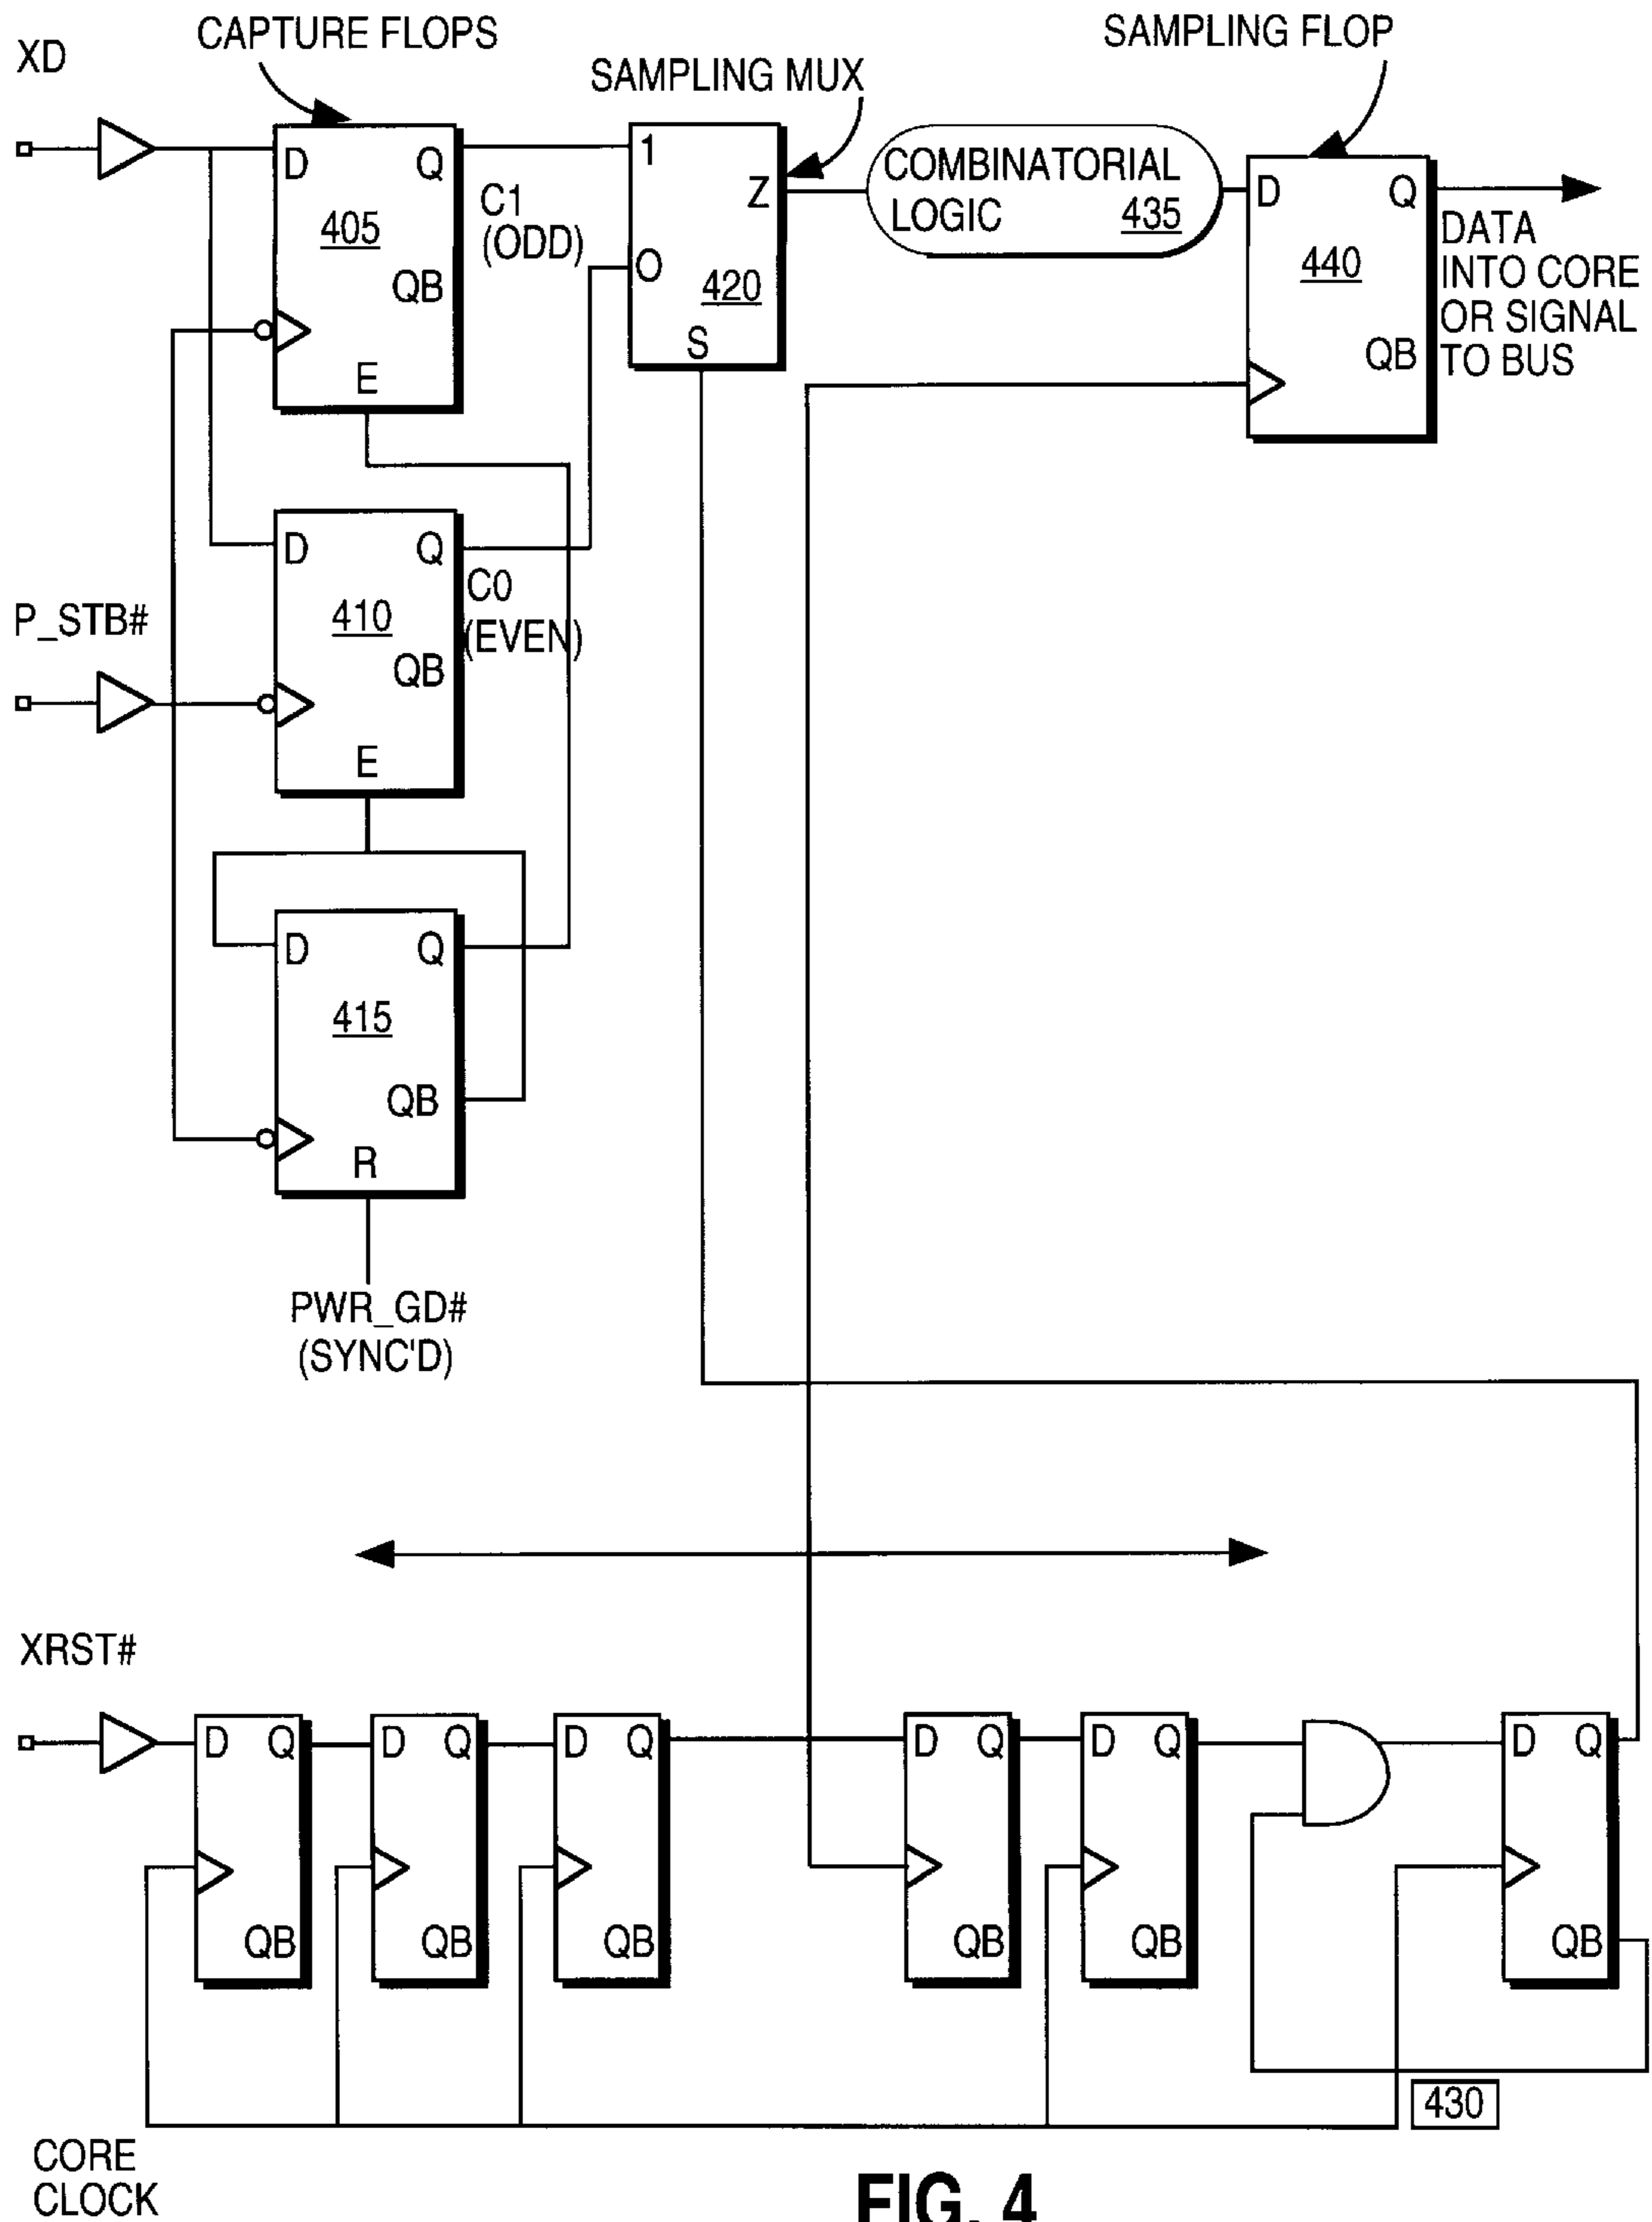 XD
CAPTURE FLOPS
SAMPLING MUX
SAMPLING FLOP
D Q
405
QB
E
C1
(ODD)
1
Z
O
420
S
COMBINATORIAL
LOGIC 435
D Q
440
QB
DATA
INTO CORE
OR SIGNAL
TO BUS
P_STB#
D Q
410
QB
E
C0
(EVEN)
D Q
415
QB
R
PWR_GD#
(SYNC'D)
XRST#
D Q
QB
D Q
QB
D Q
QB
D Q
QB
D Q
QB
D Q
QB
430
CORE
CLOCK
FIG. 4